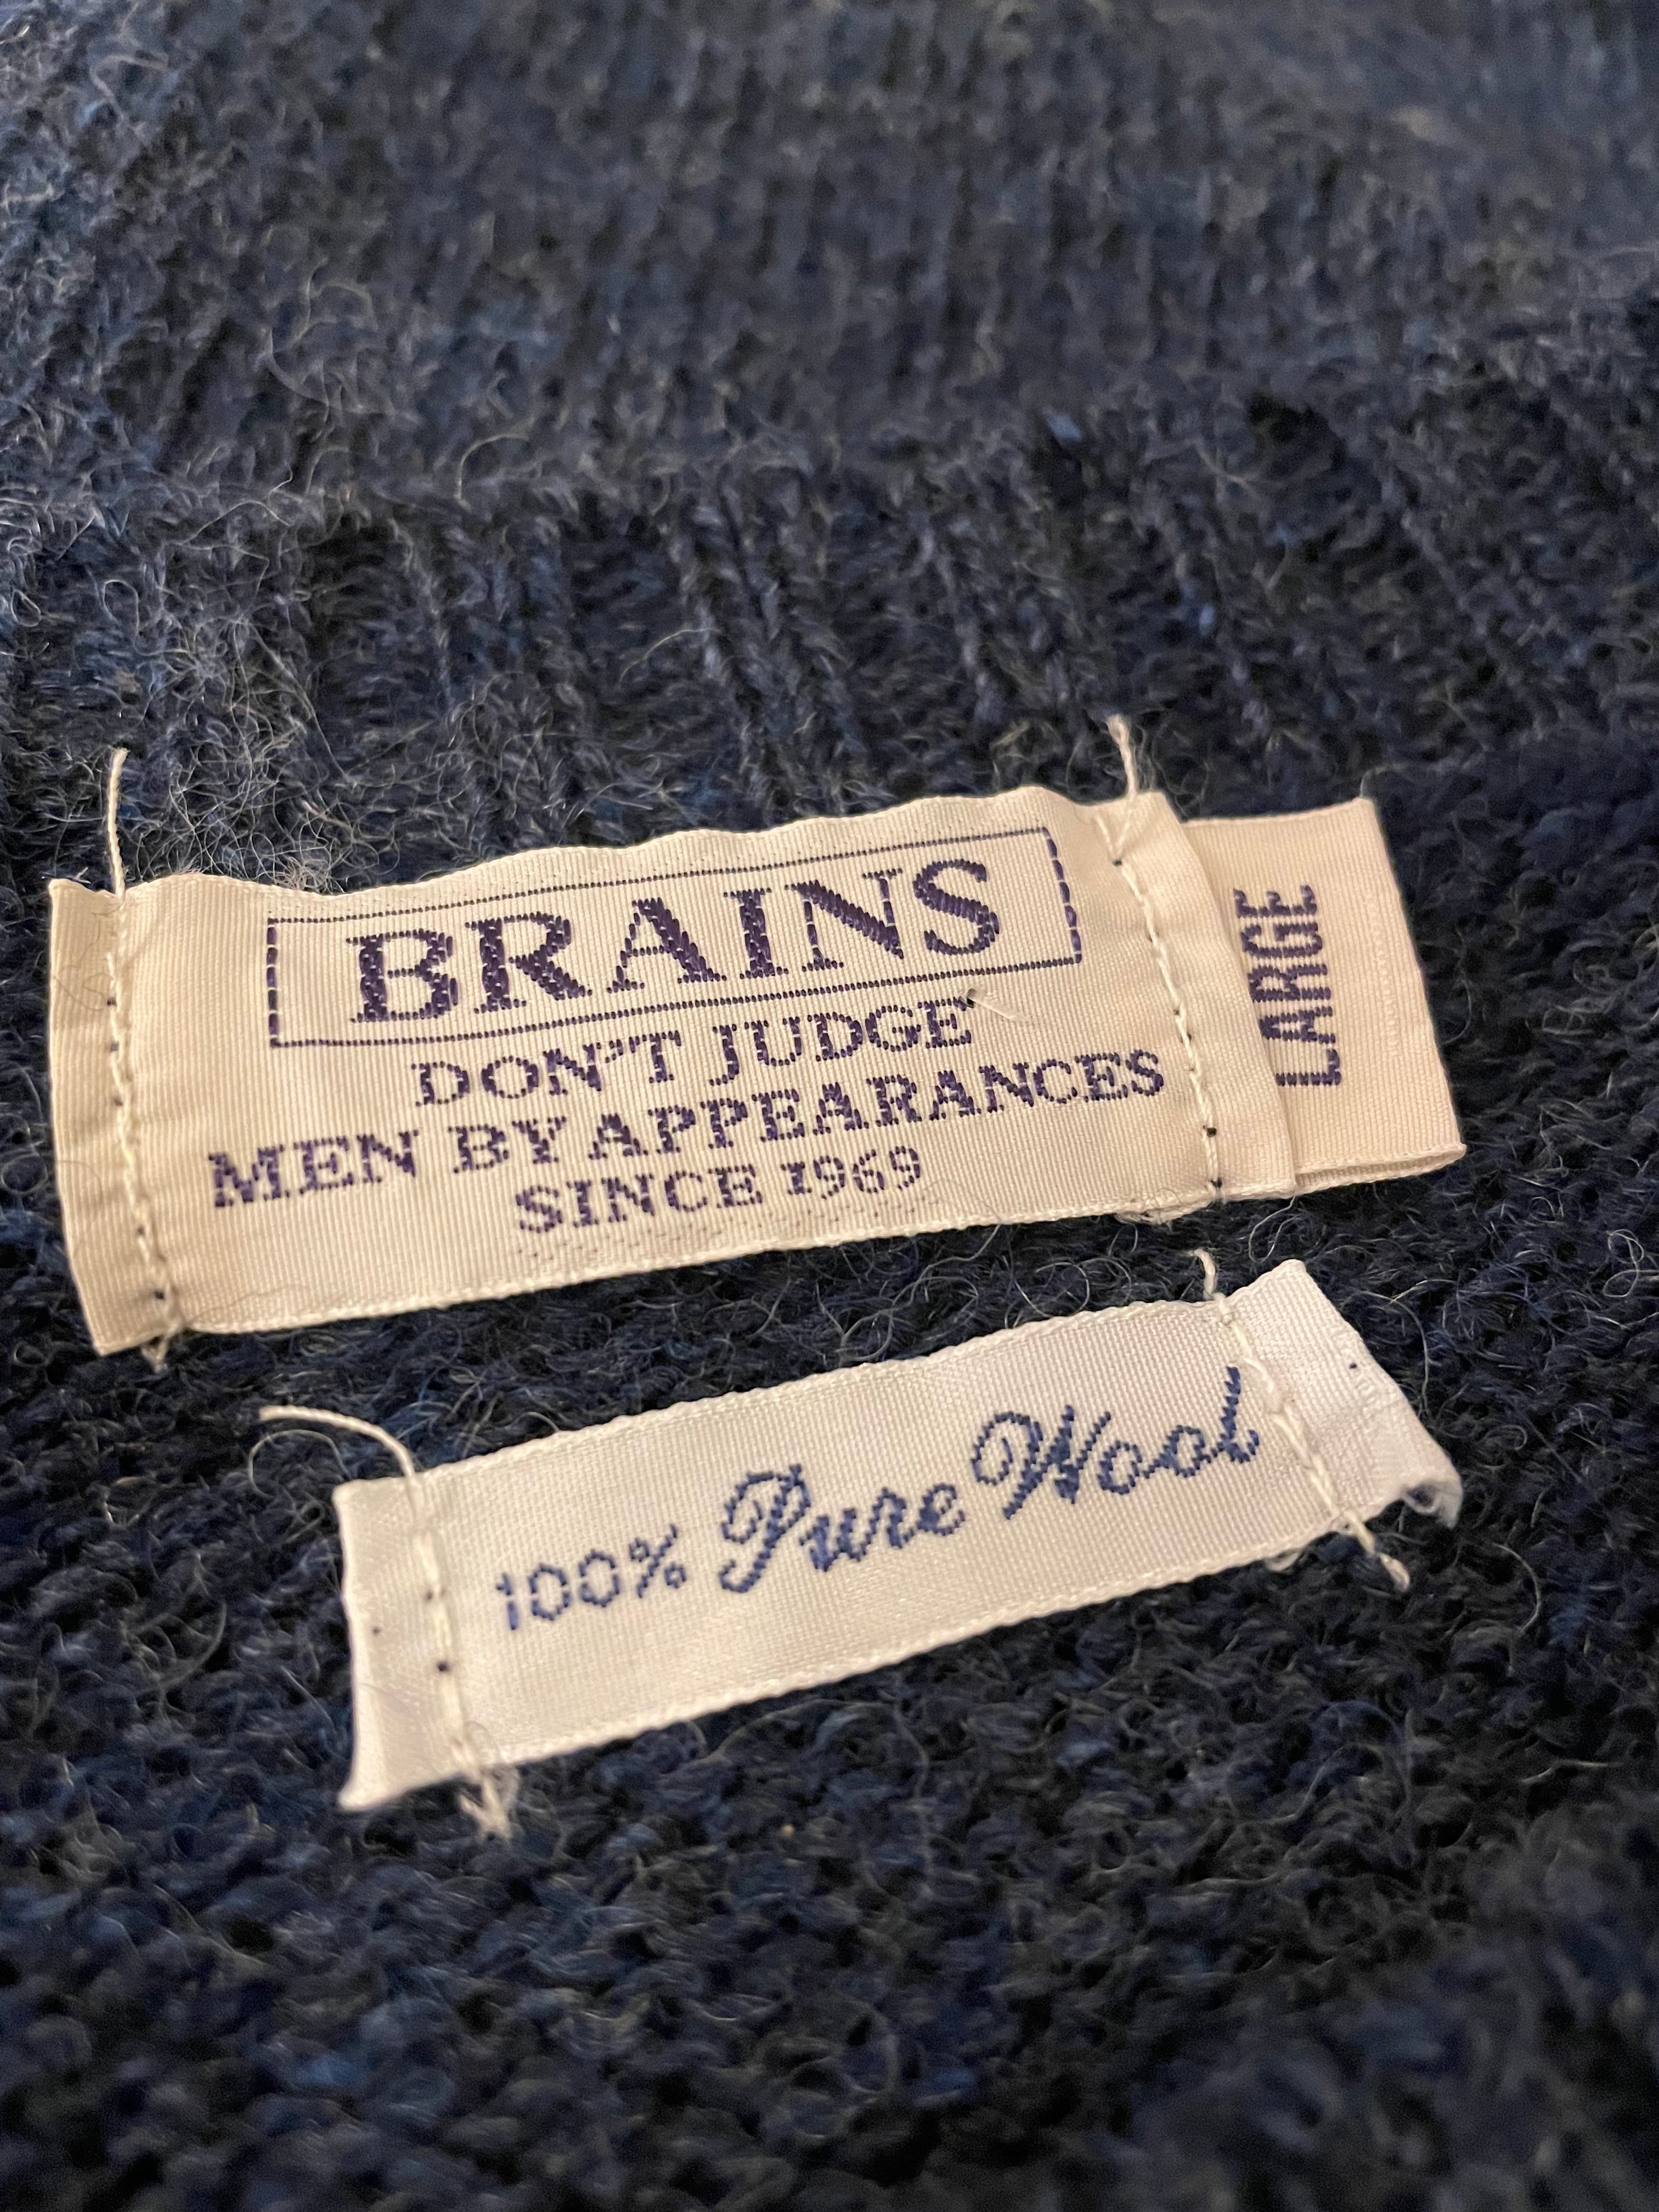 BRAINS
DON'T JUDGE
MEN BY APPEARANCES
SINCE 1969
LARGE
100% Pure Wool